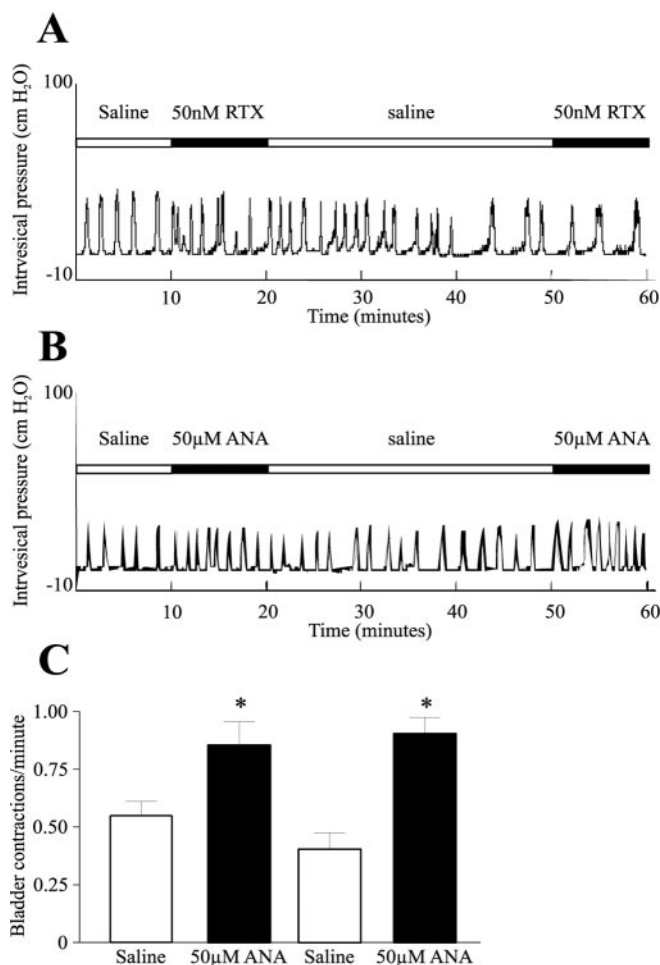 A
Intrvesical pressure (cm H₂O)
100
-10
Saline 50nM RTX saline 50nM RTX
10 20 30 40 50 60
Time (minutes)
B
Intrvesical pressure (cm H₂O)
100
-10
Saline 50µM ANA saline 50µM ANA
10 20 30 40 50 60
Time (minutes)
C
Bladder contractions/minute
1.00
0.75
0.50
0.25
0
* *
Saline 50µM ANA Saline 50µM ANA